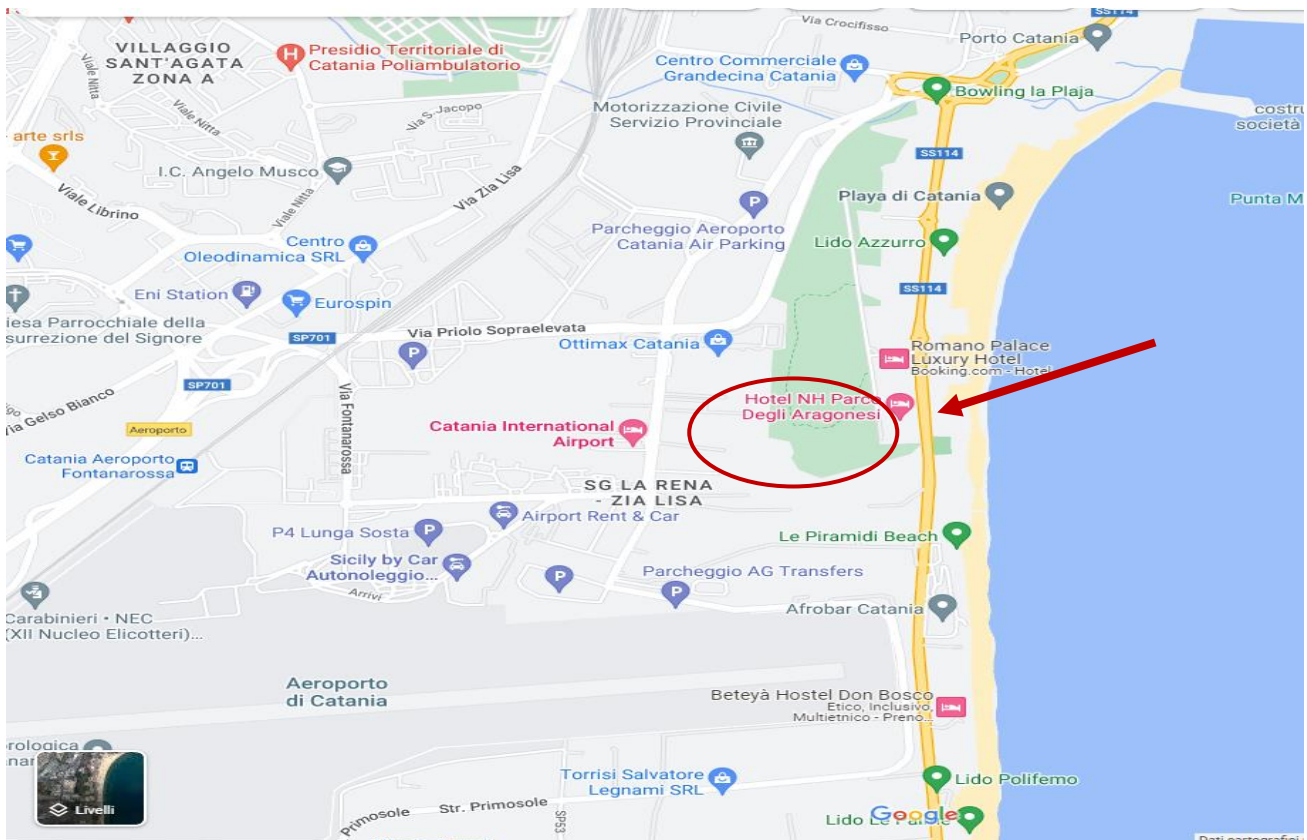 SS114
Via Crocifisso
Porto Catania
VILLAGGIO
SANT'AGATA
ZONA A
Viale Nitta
Presidio Territoriale di
Catania Poliambulatorio
Centro Commerciale
Grandecina Catania
Bowling la Plaja
Viale Nitta
Via S. Jacopo
Motorizzazione Civile
Servizio Provinciale
società
arte srls
SS114
I.C. Angelo Musco
Viale Nitta
Via Zia Lisa
Viale Librino
Playa di Catania
Punta M
Parcheggio Aeroporto
Catania Air Parking
Lido Azzurro
Centro
Oleodinamica SRL
Eni Station
Eurospin
SS114
iesa Parrocchiale della
surrezione del Signore
SP701
Via Priolo Sopraelevata
Ottimax Catania
Romano Palace
Luxury Hotel
Booking.com - Hotel
SP701
Via Gelso Bianco
Via Fontanarossa
Hotel NH Parco
Degli Aragonesi
Aeroporto
Catania International
Airport
Catania Aeroporto
Fontanarossa
SG LA RENA
- ZIA LISA
Airport Rent & Car
P4 Lunga Sosta
Le Piramidi Beach
Sicily by Car
Autonoleggio...
Parcheggio AG Transfers
Arrivi
Afrobar Catania
Carabinieri • NEC
(XII Nucleo Elicotteri)...
Aeroporto
di Catania
Beteyà Hostel Don Bosco
Etico, Inclusivo,
Multietnico - Preno...
Livelli
Torrisi Salvatore
Legnami SRL
Lido Polifemo
Str. Primosole
SP53
Lido
Google